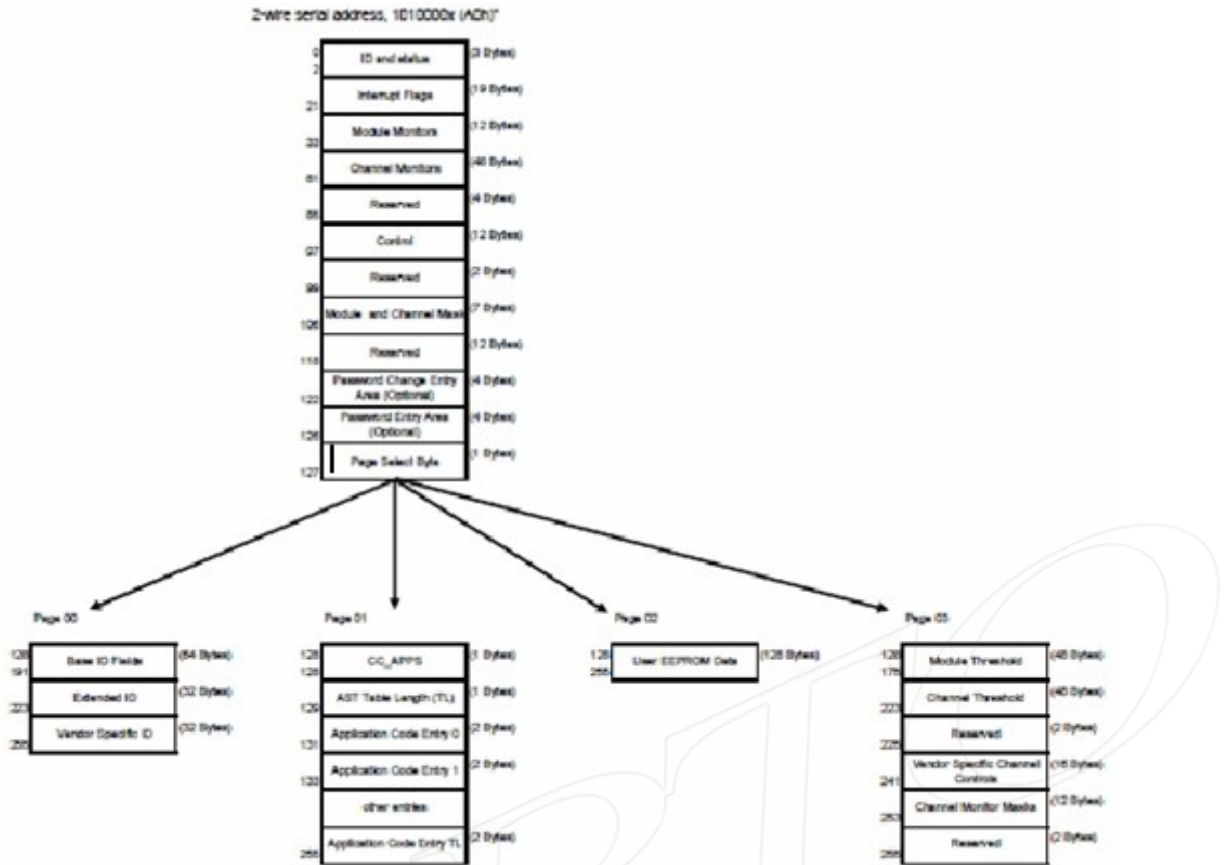 2-wire serial address, 1010000x (A0h)"
0
2
ID and status
(3 Bytes)
21
Interrupt Flags
(19 Bytes)
33
Module Monitors
(12 Bytes)
81
Channel Monitors
(48 Bytes)
85
Reserved
(4 Bytes)
97
Control
(12 Bytes)
99
Reserved
(2 Bytes)
106
Module and Channel Mask
(7 Bytes)
118
Reserved
(12 Bytes)
122
Password Change Entry
Area (Optional)
(4 Bytes)
126
Password Entry Area
(Optional)
(4 Bytes)
127
Page Select Byte
(1 Bytes)
Page 00
128
191
Base ID Fields
(64 Bytes)
223
Extended ID
(32 Bytes)
255
Vendor Specific ID
(32 Bytes)
Page 01
128
128
CC_APPS
(1 Bytes)
129
AST Table Length (TL)
(1 Bytes)
131
Application Code Entry 0
(2 Bytes)
133
Application Code Entry 1
(2 Bytes)
other entries
255
Application Code Entry TL
(2 Bytes)
Page 02
128
255
User EEPROM Data
(128 Bytes)
Page 03
128
175
Module Threshold
(48 Bytes)
223
Channel Threshold
(48 Bytes)
225
Reserved
(2 Bytes)
241
Vendor Specific Channel
Controls
(16 Bytes)
253
Channel Monitor Masks
(12 Bytes)
255
Reserved
(2 Bytes)